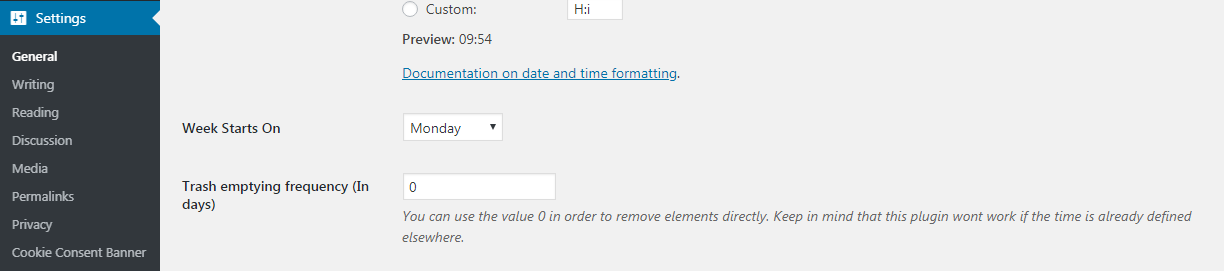 Settings
General
Writing
Reading
Discussion
Media
Permalinks
Privacy
Cookie Consent Banner
Custom: H:i
Preview: 09:54
Documentation on date and time formatting.
Week Starts On Monday
Trash emptying frequency (In
days)
0
You can use the value 0 in order to remove elements directly. Keep in mind that this plugin wont work if the time is already defined
elsewhere.